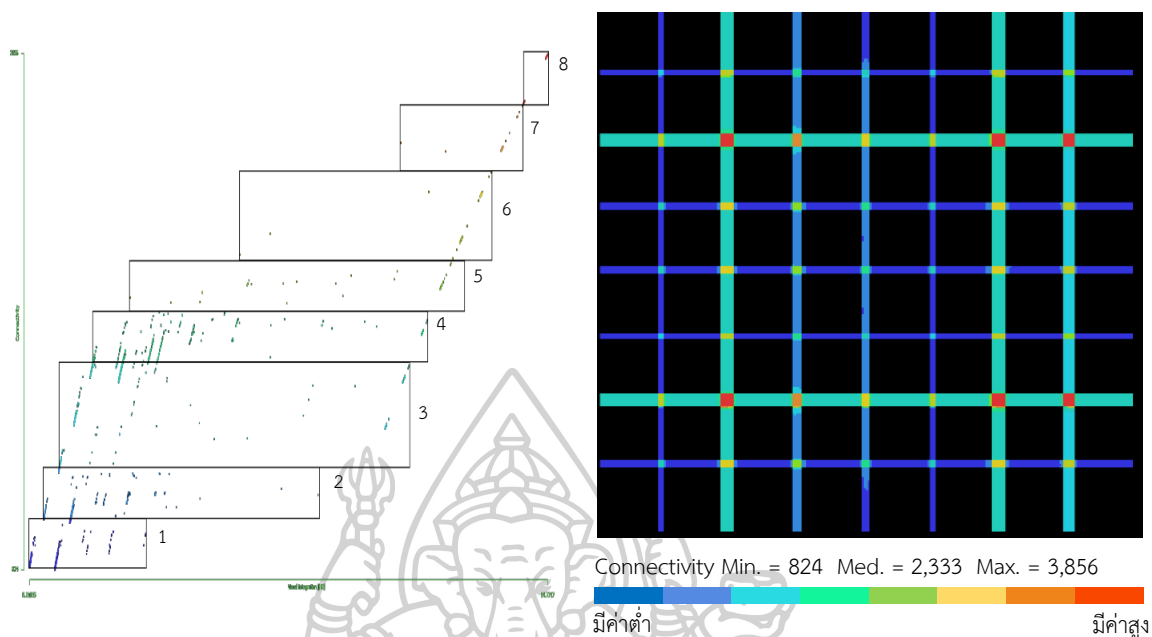 8
7
6
5
4
3
2
1
Connectivity
Connectivity Min. = 824 Med. = 2,333 Max. = 3,856
มีค่าต่ำ มีค่าสูง